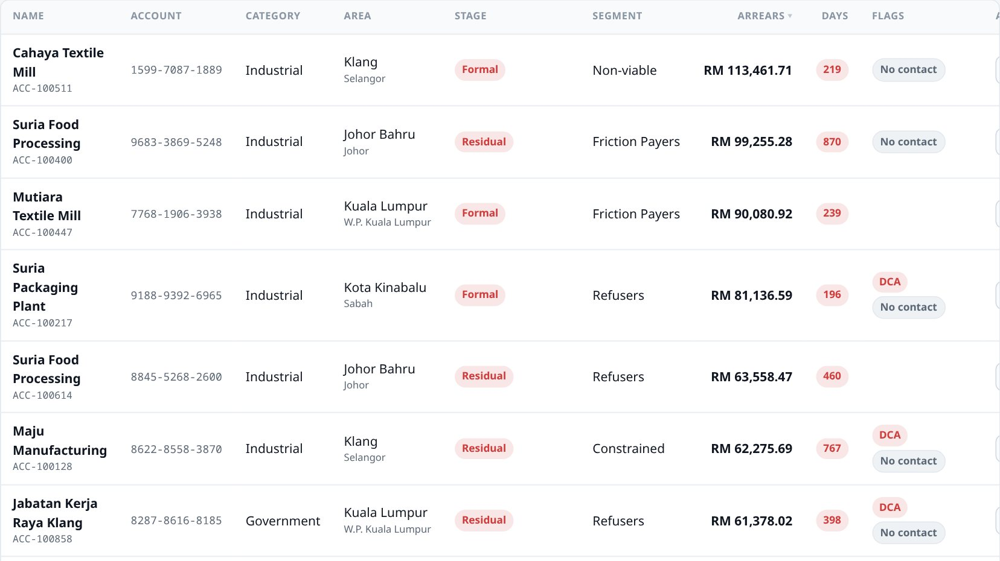 NAME ACCOUNT CATEGORY AREA STAGE SEGMENT ARREARS ▼ DAYS FLAGS
Cahaya Textile
Mill
ACC-100511
1599-7087-1889
Industrial
Klang
Selangor
Formal
Non-viable
RM 113,461.71
219
No contact
Suria Food
Processing
ACC-100400
9683-3869-5248
Industrial
Johor Bahru
Johor
Residual
Friction Payers
RM 99,255.28
870
No contact
Mutiara
Textile Mill
ACC-100447
7768-1906-3938
Industrial
Kuala Lumpur
W.P. Kuala Lumpur
Formal
Friction Payers
RM 90,080.92
239
Suria
Packaging
Plant
ACC-100217
9188-9392-6965
Industrial
Kota Kinabalu
Sabah
Formal
Refusers
RM 81,136.59
196
DCA
No contact
Suria Food
Processing
ACC-100614
8845-5268-2600
Industrial
Johor Bahru
Johor
Residual
Refusers
RM 63,558.47
460
Maju
Manufacturing
ACC-100128
8622-8558-3870
Industrial
Klang
Selangor
Residual
Constrained
RM 62,275.69
767
DCA
No contact
Jabatan Kerja
Raya Klang
ACC-100858
8287-8616-8185
Government
Kuala Lumpur
W.P. Kuala Lumpur
Residual
Refusers
RM 61,378.02
398
DCA
No contact